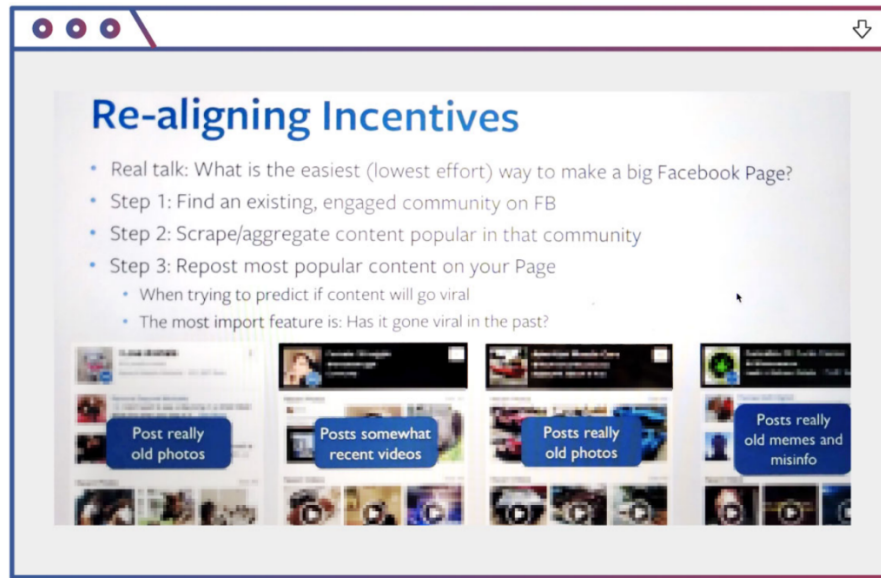 Re-aligning Incentives
• Real talk: What is the easiest (lowest effort) way to make a big Facebook Page?
• Step 1: Find an existing, engaged community on FB
• Step 2: Scrape/aggregate content popular in that community
• Step 3: Repost most popular content on your Page
• When trying to predict if content will go viral
• The most import feature is: Has it gone viral in the past?
Post really
old photos
Posts somewhat
recent videos
Posts really
old photos
Posts really
old memes and
misinfo